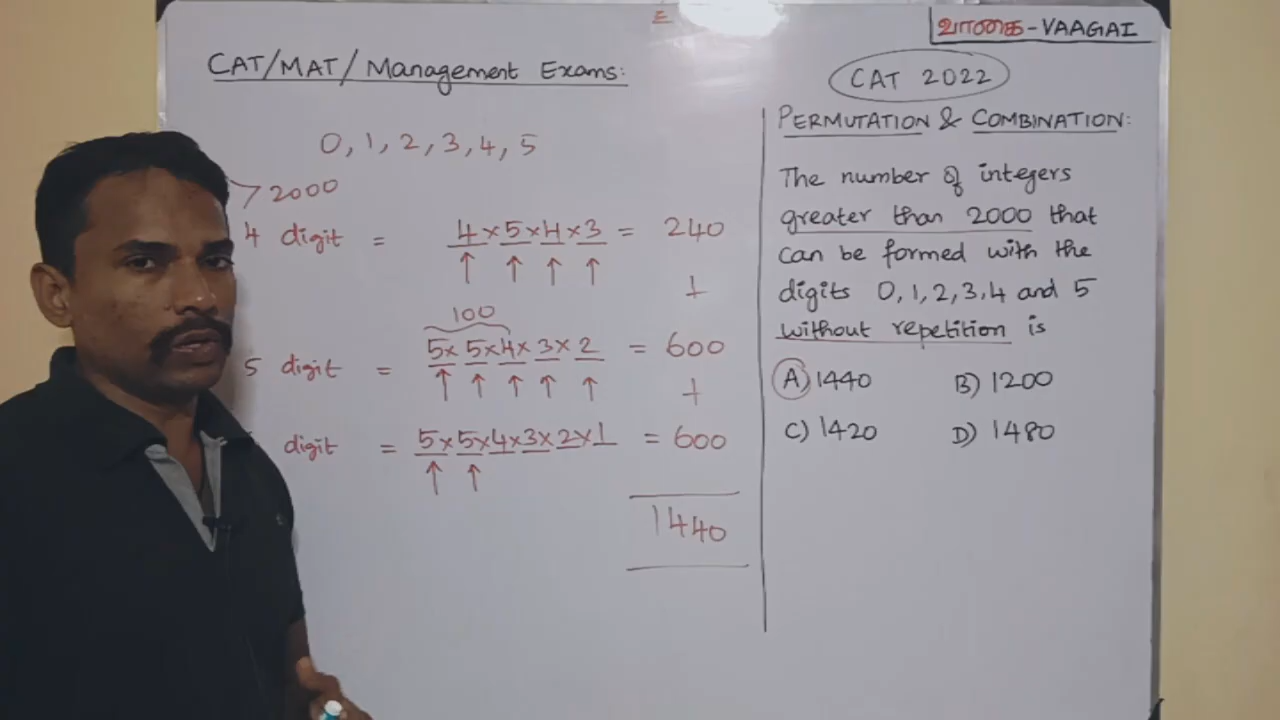 வாகை-VAAGAI
CAT/MAT/Management Exams:
0, 1, 2, 3, 4, 5
> 2000
4 digit = 4×5×4×3 = 240
+
100
5 digit = 5× 5×4×3×2 = 600
+
digit = 5×5×4×3×2×1 = 600
1440
CAT 2022
PERMUTATION & COMBINATION:
The number of integers
greater than 2000 that
can be formed with the
digits 0,1,2,3,4 and 5
without repetition is
A) 1440 B) 1200
C) 1420 D) 1480